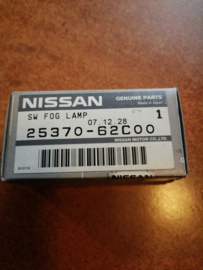 NISSAN
GENUINE PARTS
Made in Japan
SW FOG LAMP
07.12.28
1
25370-62C00
NISSAN MOTOR CO.,LTD.
NISSAN